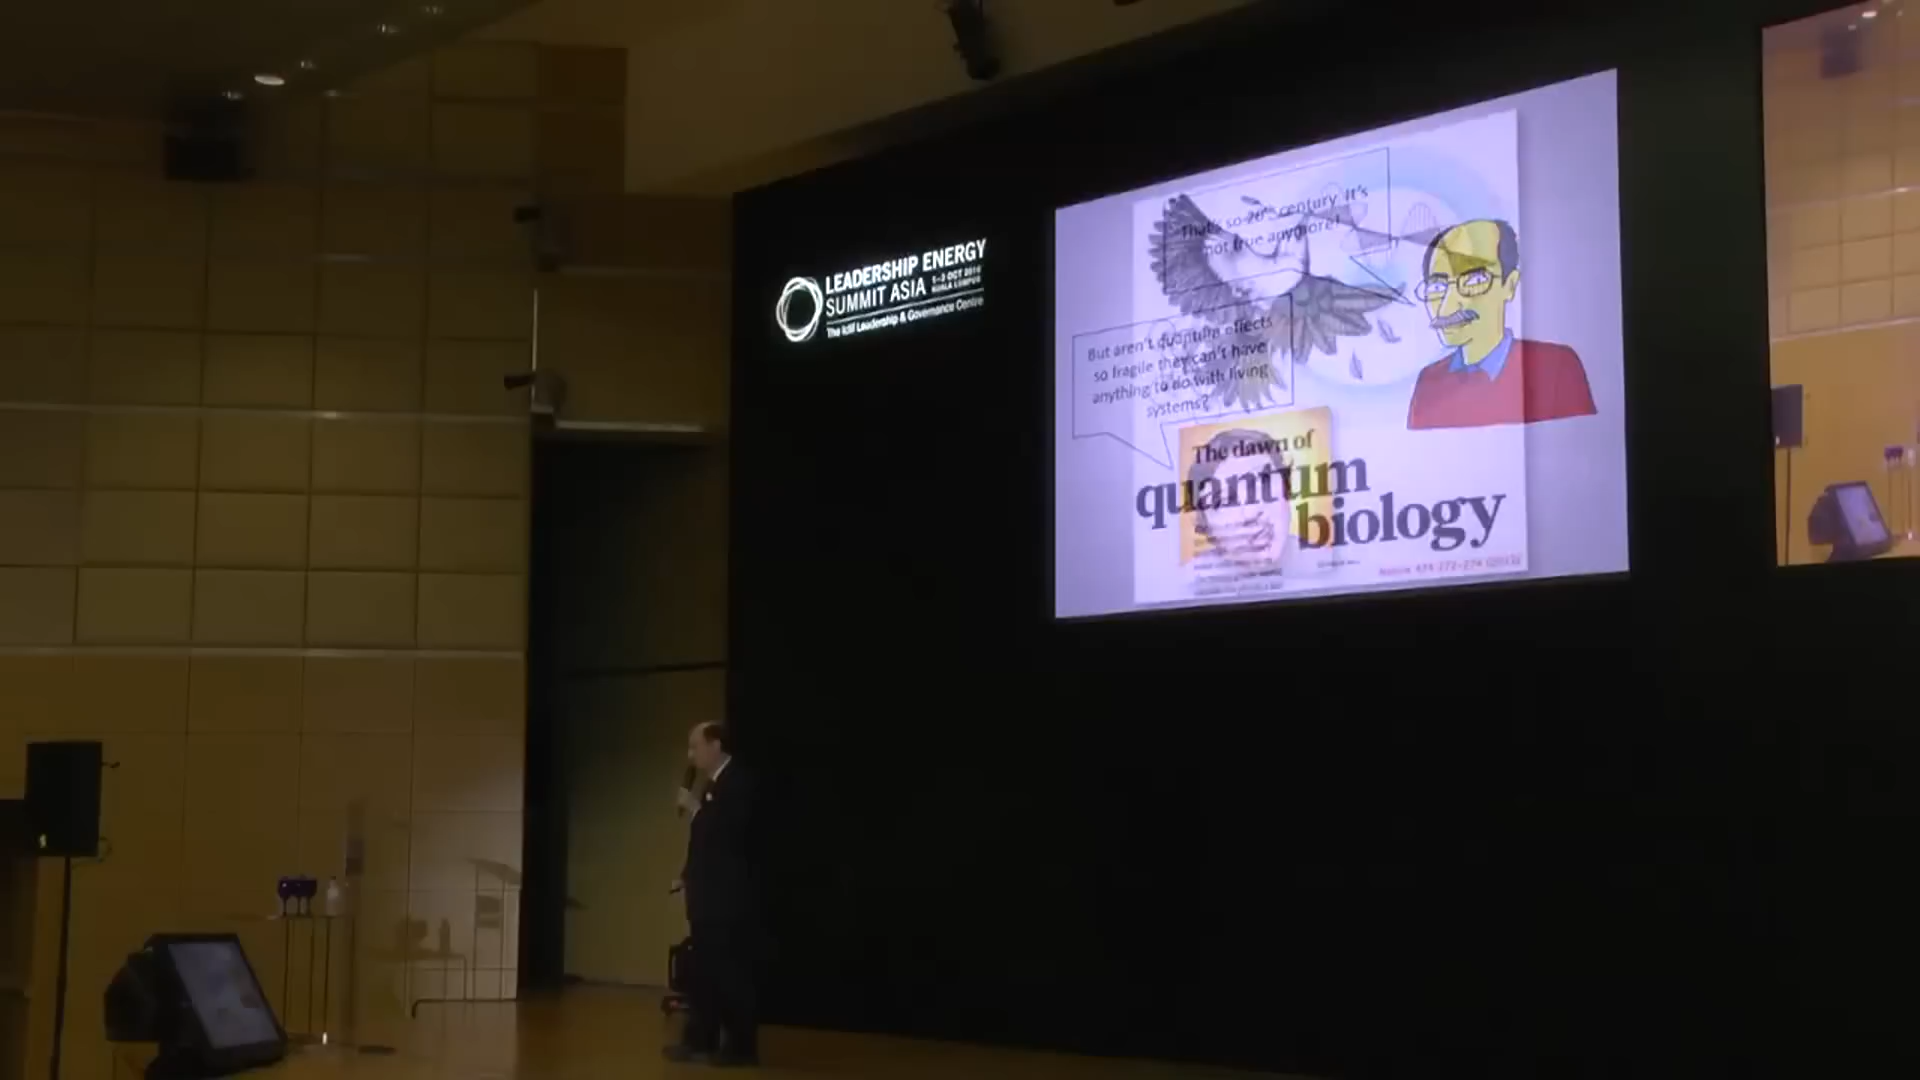 LEADERSHIP ENERGY
SUMMIT ASIA
The Iclif Leadership & Governance Centre
That's so 20th century. It's
not true anymore!
But aren't quantum effects
so fragile they can't have
anything to do with living
systems?
The dawn of
quantum
biology